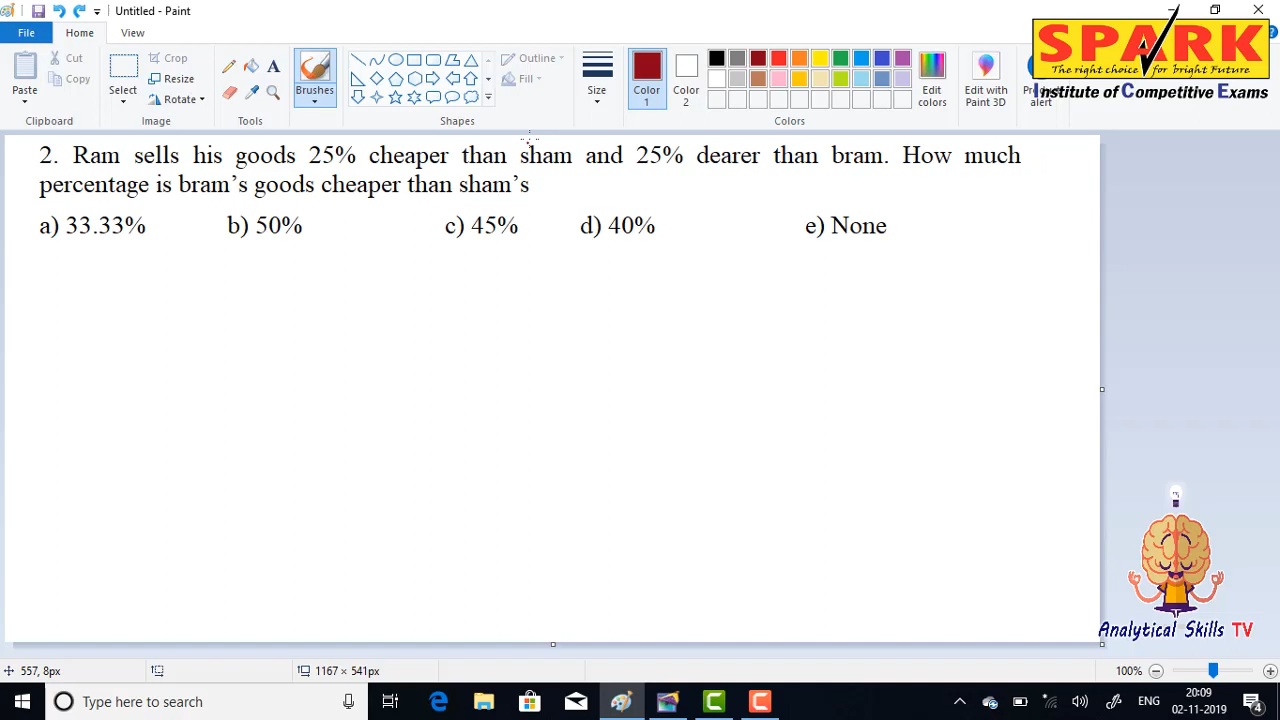 Untitled - Paint
File Home View
Paste
Cut
Copy
Clipboard
Select
Crop
Resize
Rotate
Image
Tools
Brushes
Outline
Fill
Shapes
Size
Color 1
Color 2
Colors
Edit colors
Edit with Paint 3D
alert
SPARK
The right choice for bright Future
Institute of Competitive Exams
2. Ram sells his goods 25% cheaper than sham and 25% dearer than bram. How much
percentage is bram’s goods cheaper than sham’s
a) 33.33% b) 50% c) 45% d) 40% e) None
Analytical Skills TV
557, 8px
1167 × 541px
100%
Type here to search
ENG
20:09
02-11-2019
4